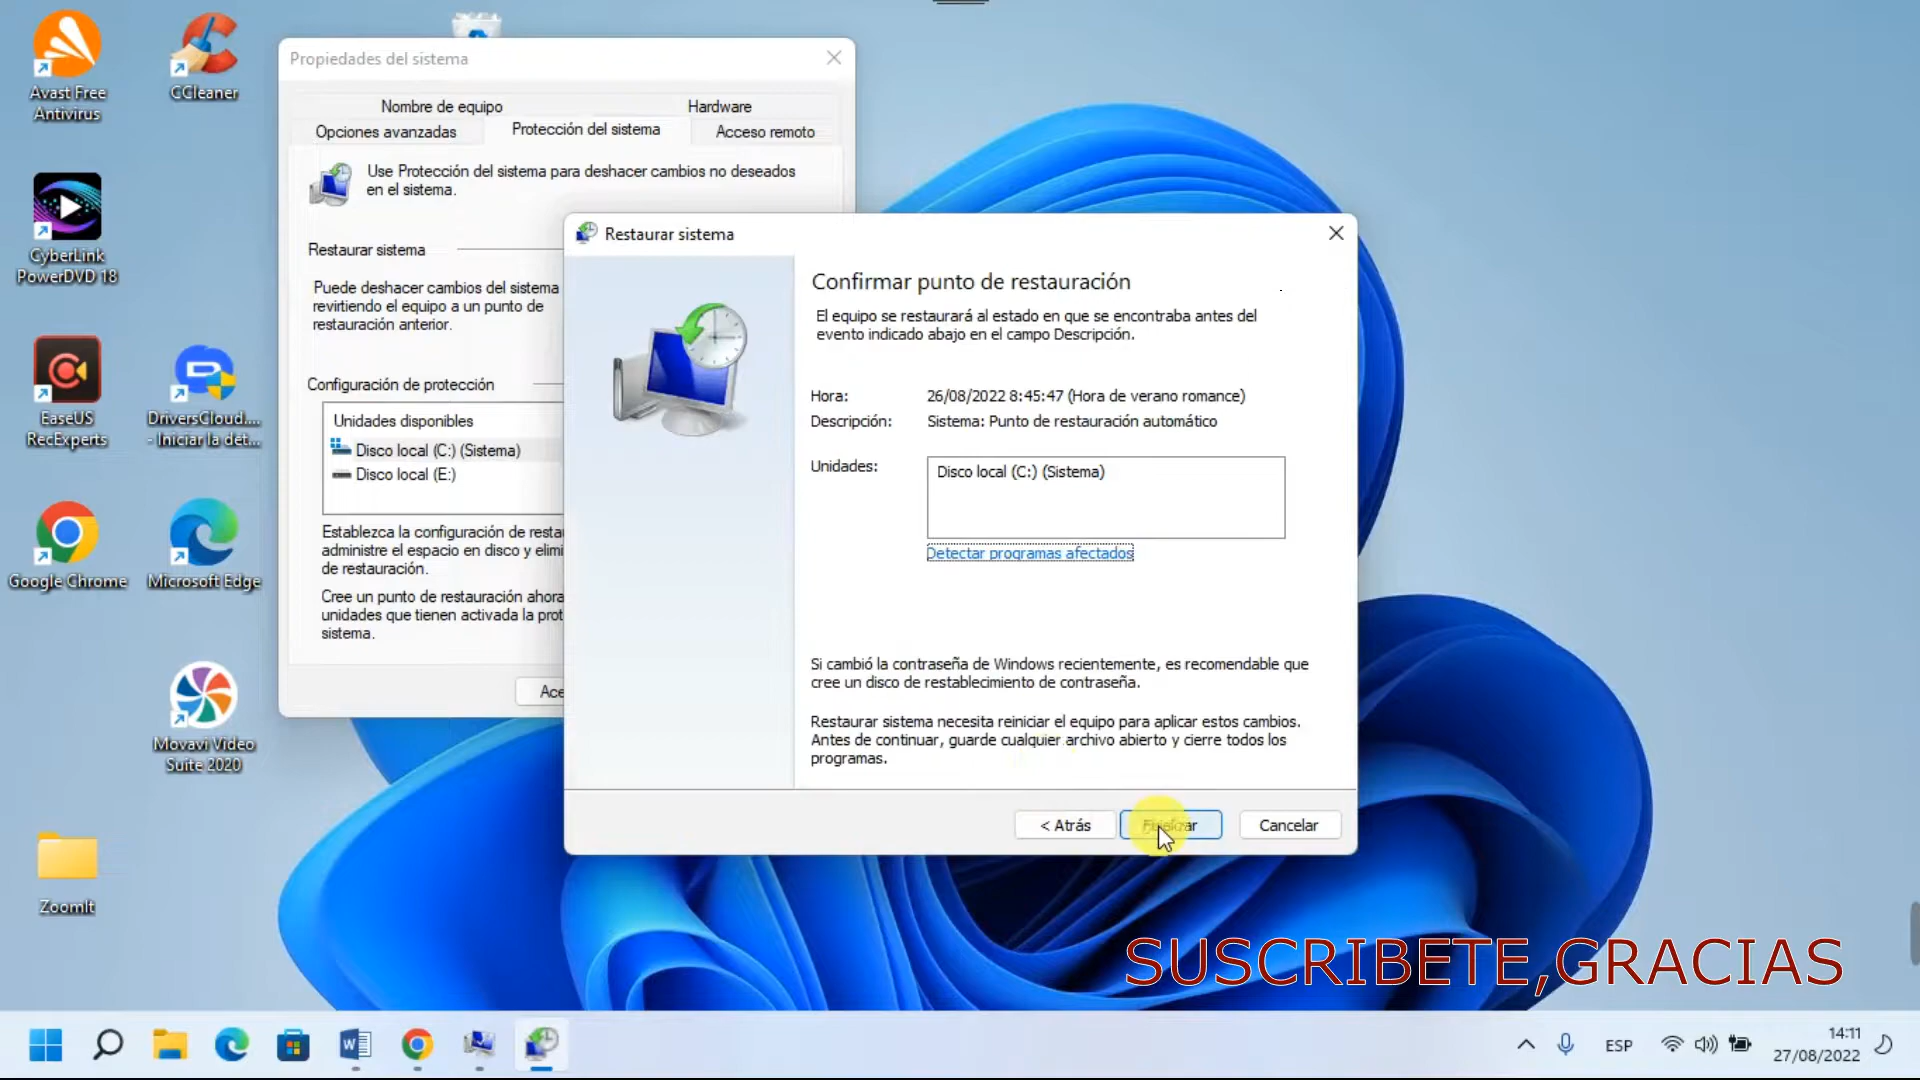 Avast Free
Antivirus
CCleaner
CyberLink
PowerDVD 18
EaseUS
RecExperts
DriversCloud....
- Iniciar la det...
Google Chrome
Microsoft Edge
Movavi Video
Suite 2020
ZoomIt
Propiedades del sistema
Nombre de equipo
Hardware
Opciones avanzadas
Protección del sistema
Acceso remoto
Use Protección del sistema para deshacer cambios no deseados
en el sistema.
Restaurar sistema
Puede deshacer cambios del sistema
revirtiendo el equipo a un punto de
restauración anterior.
Configuración de protección
Unidades disponibles
Disco local (C:) (Sistema)
Disco local (E:)
Establezca la configuración de resta
administre el espacio en disco y elimi
de restauración.
Cree un punto de restauración ahora
unidades que tienen activada la prot
sistema.
Ace
Restaurar sistema
Confirmar punto de restauración
El equipo se restaurará al estado en que se encontraba antes del
evento indicado abajo en el campo Descripción.
Hora: 26/08/2022 8:45:47 (Hora de verano romance)
Descripción: Sistema: Punto de restauración automático
Unidades: Disco local (C:) (Sistema)
Detectar programas afectados
Si cambió la contraseña de Windows recientemente, es recomendable que
cree un disco de restablecimiento de contraseña.
Restaurar sistema necesita reiniciar el equipo para aplicar estos cambios.
Antes de continuar, guarde cualquier archivo abierto y cierre todos los
programas.
< Atrás
Finalizar
Cancelar
SUSCRIBETE,GRACIAS
ESP
14:11
27/08/2022